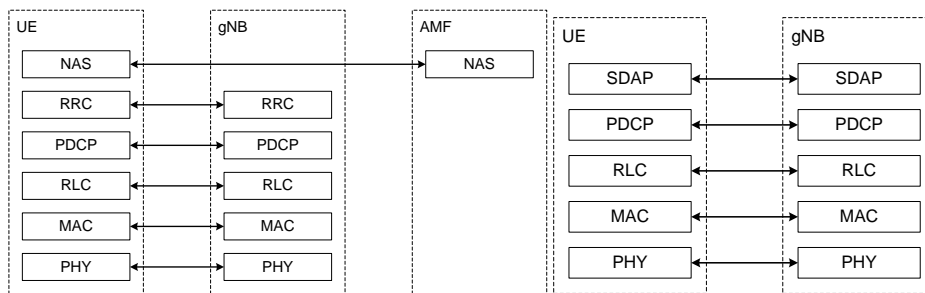 UE gNB AMF
NAS NAS
RRC RRC
PDCP PDCP
RLC RLC
MAC MAC
PHY PHY
UE gNB
SDAP SDAP
PDCP PDCP
RLC RLC
MAC MAC
PHY PHY